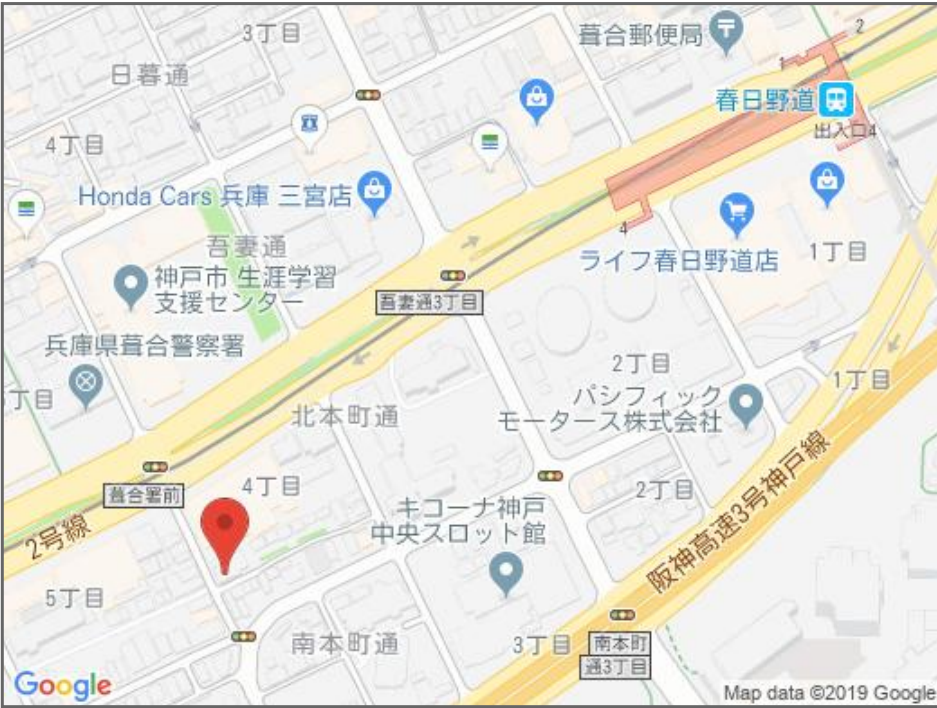 3丁目
葺合郵便局
2
1
日暮通
春日野道
出入口4
4丁目
Honda Cars 兵庫 三宮店
4
吾妻通
ライフ春日野道店
1丁目
神戸市 生涯学習
支援センター
吾妻通3丁目
兵庫県葺合警察署
2丁目
1丁目
丁目
パシフィック
モータース株式会社
北本町通
葺合署前
4丁目
2丁目
キコーナ神戸
中央スロット館
2号線
阪神高速3号神戸線
5丁目
南本町通
3丁目
南本町
通3丁目
Google
Map data ©2019 Google